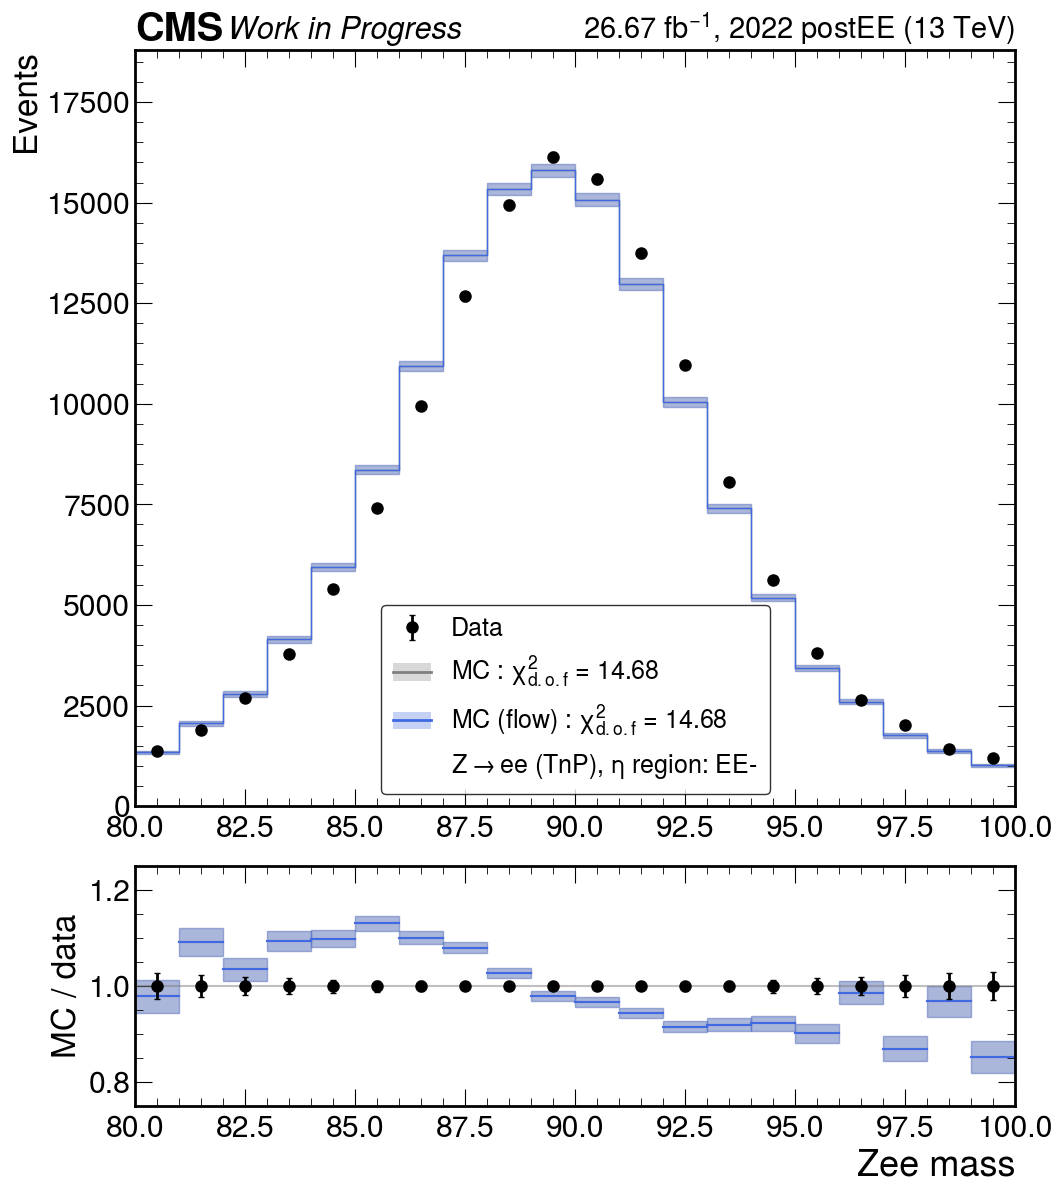 CMS Work in Progress 26.67 fb⁻¹, 2022 postEE (13 TeV)
Events
17500
15000
12500
10000
7500
5000
2500
0
Data
MC : χ²d.o.f = 14.68
MC (flow) : χ²d.o.f = 14.68
Z→ee (TnP), η region: EE-
80.0 82.5 85.0 87.5 90.0 92.5 95.0 97.5 100.0
MC / data
1.2
1.0
0.8
80.0 82.5 85.0 87.5 90.0 92.5 95.0 97.5 100.0
Zee mass